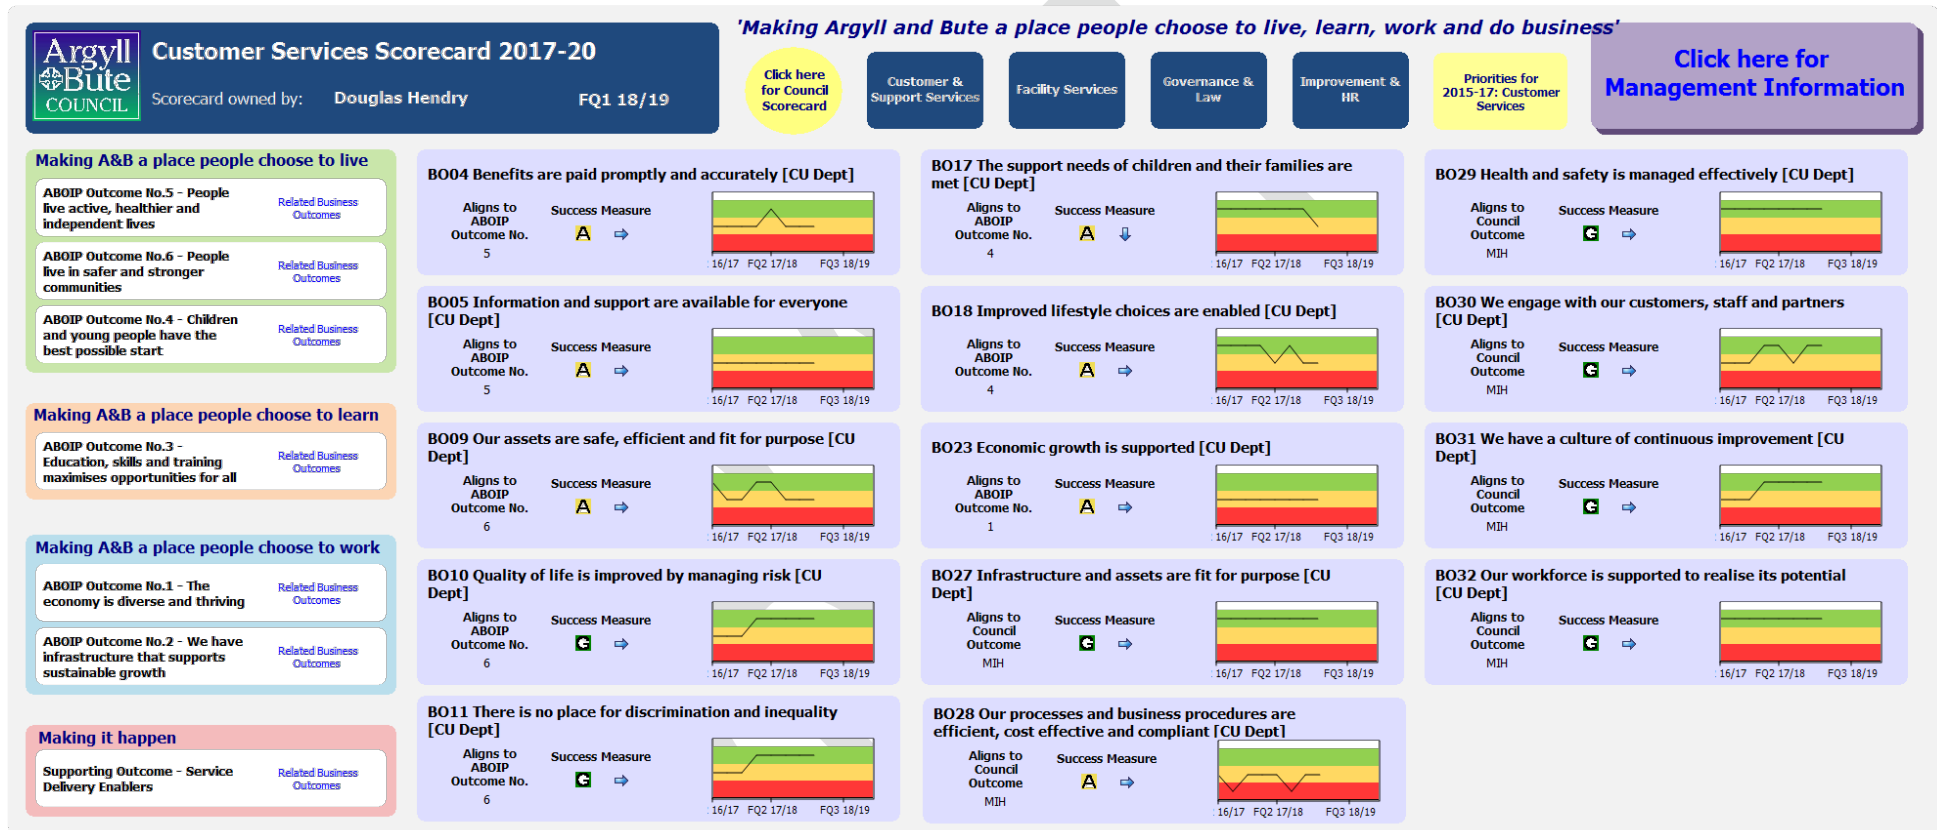 'Making Argyll and Bute a place people choose to live, learn, work and do business'
Argyll
Bute
COUNCIL
Customer Services Scorecard 2017-20
Scorecard owned by: Douglas Hendry FQ1 18/19
Click here
for Council
Scorecard
Customer &
Support Services
Facility Services
Governance &
Law
Improvement &
HR
Priorities for
2015-17: Customer
Services
Click here for
Management Information
Making A&B a place people choose to live
ABOIP Outcome No.5 - People
live active, healthier and
independent lives
Related Business
Outcomes
ABOIP Outcome No.6 - People
live in safer and stronger
communities
Related Business
Outcomes
ABOIP Outcome No.4 - Children
and young people have the
best possible start
Related Business
Outcomes
Making A&B a place people choose to learn
ABOIP Outcome No.3 -
Education, skills and training
maximises opportunities for all
Related Business
Outcomes
Making A&B a place people choose to work
ABOIP Outcome No.1 - The
economy is diverse and thriving
Related Business
Outcomes
ABOIP Outcome No.2 - We have
infrastructure that supports
sustainable growth
Related Business
Outcomes
Making it happen
Supporting Outcome - Service
Delivery Enablers
Related Business
Outcomes
BO04 Benefits are paid promptly and accurately [CU Dept]
Aligns to
ABOIP
Outcome No.
5
Success Measure
A
16/17 FQ2 17/18 FQ3 18/19
BO05 Information and support are available for everyone
[CU Dept]
Aligns to
ABOIP
Outcome No.
5
Success Measure
A
16/17 FQ2 17/18 FQ3 18/19
BO09 Our assets are safe, efficient and fit for purpose [CU
Dept]
Aligns to
ABOIP
Outcome No.
6
Success Measure
A
16/17 FQ2 17/18 FQ3 18/19
BO10 Quality of life is improved by managing risk [CU
Dept]
Aligns to
ABOIP
Outcome No.
6
Success Measure
G
16/17 FQ2 17/18 FQ3 18/19
BO11 There is no place for discrimination and inequality
[CU Dept]
Aligns to
ABOIP
Outcome No.
6
Success Measure
G
16/17 FQ2 17/18 FQ3 18/19
BO17 The support needs of children and their families are
met [CU Dept]
Aligns to
ABOIP
Outcome No.
4
Success Measure
A
16/17 FQ2 17/18 FQ3 18/19
BO18 Improved lifestyle choices are enabled [CU Dept]
Aligns to
ABOIP
Outcome No.
4
Success Measure
A
16/17 FQ2 17/18 FQ3 18/19
BO23 Economic growth is supported [CU Dept]
Aligns to
ABOIP
Outcome No.
1
Success Measure
A
16/17 FQ2 17/18 FQ3 18/19
BO27 Infrastructure and assets are fit for purpose [CU
Dept]
Aligns to
Council
Outcome
MIH
Success Measure
G
16/17 FQ2 17/18 FQ3 18/19
BO28 Our processes and business procedures are
efficient, cost effective and compliant [CU Dept]
Aligns to
Council
Outcome
MIH
Success Measure
A
16/17 FQ2 17/18 FQ3 18/19
BO29 Health and safety is managed effectively [CU Dept]
Aligns to
Council
Outcome
MIH
Success Measure
G
16/17 FQ2 17/18 FQ3 18/19
BO30 We engage with our customers, staff and partners
[CU Dept]
Aligns to
Council
Outcome
MIH
Success Measure
G
16/17 FQ2 17/18 FQ3 18/19
BO31 We have a culture of continuous improvement [CU
Dept]
Aligns to
Council
Outcome
MIH
Success Measure
G
16/17 FQ2 17/18 FQ3 18/19
BO32 Our workforce is supported to realise its potential
[CU Dept]
Aligns to
Council
Outcome
MIH
Success Measure
G
16/17 FQ2 17/18 FQ3 18/19